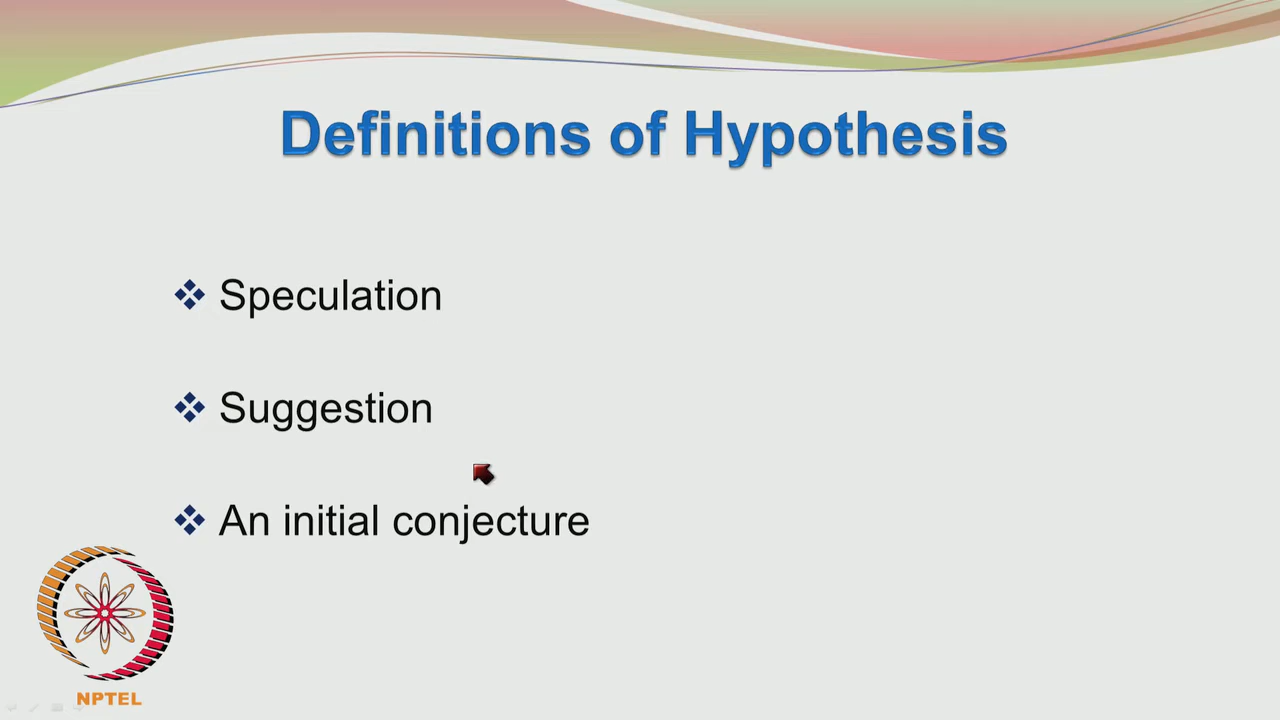 Definitions of Hypothesis
Speculation
Suggestion
An initial conjecture
NPTEL